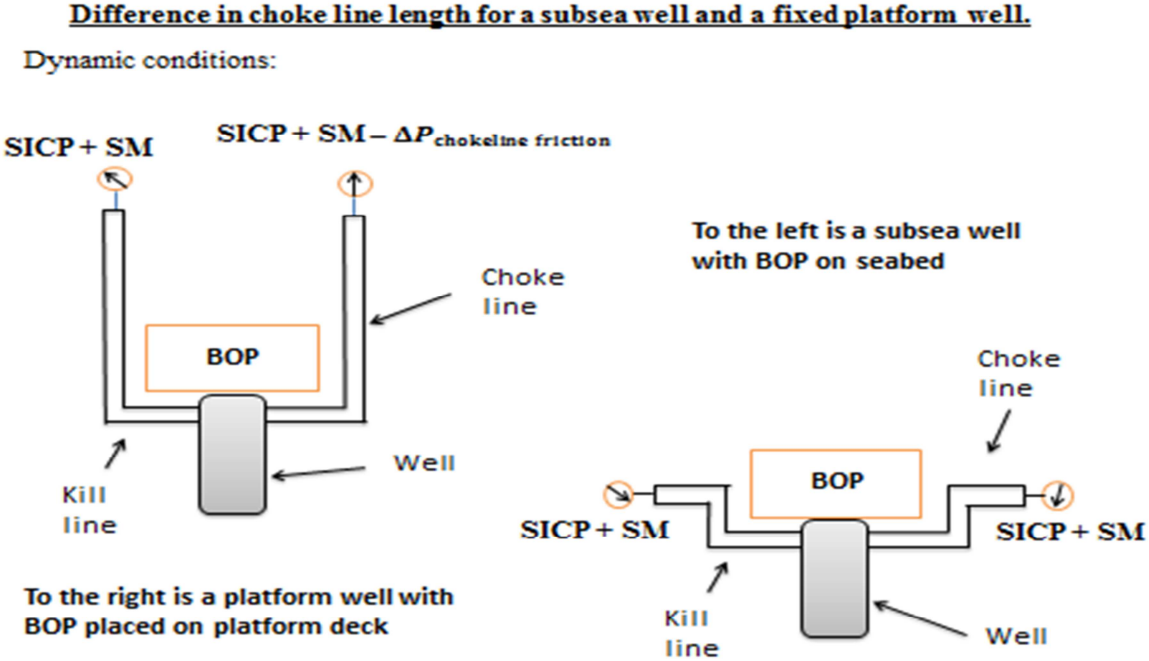 Difference in choke line length for a subsea well and a fixed platform well.
Dynamic conditions:
SICP + SM
SICP + SM – ΔPchokeline friction
To the left is a subsea well
with BOP on seabed
Choke
line
BOP
Well
Kill
line
Choke
line
BOP
SICP + SM
SICP + SM
To the right is a platform well with
BOP placed on platform deck
Kill
line
Well